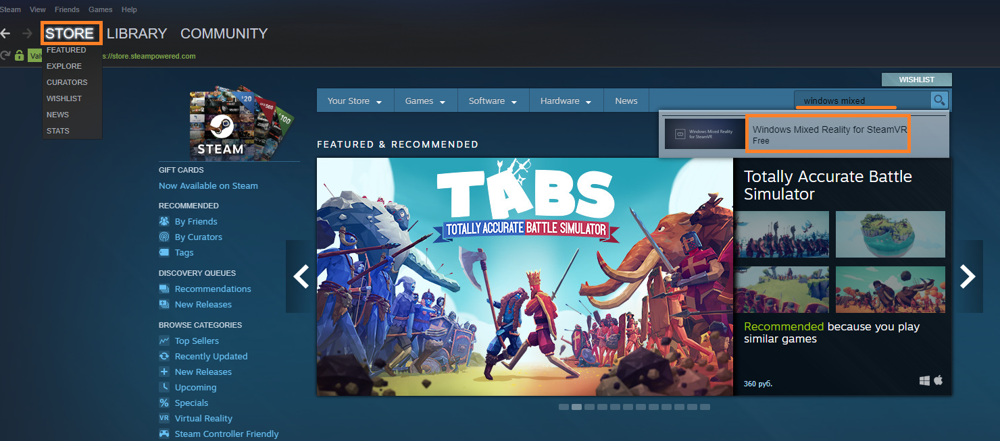 Steam View Friends Games Help
STORE LIBRARY COMMUNITY
Val s://store.steampowered.com
FEATURED
EXPLORE
CURATORS
WISHLIST
NEWS
STATS
WISHLIST
Your Store Games Software Hardware News
windows mixed
Windows Mixed Reality
for SteamVR
Windows Mixed Reality for SteamVR
Free
$20
$500
$100
STEAM
GIFT CARDS
Now Available on Steam
RECOMMENDED
By Friends
By Curators
Tags
DISCOVERY QUEUES
Recommendations
New Releases
BROWSE CATEGORIES
Top Sellers
Recently Updated
New Releases
Upcoming
Specials
VR Virtual Reality
Steam Controller Friendly
FEATURED & RECOMMENDED
TABS
TOTALLY ACCURATE BATTLE SIMULATOR
Totally Accurate Battle
Simulator
Recommended because you play
similar games
360 руб.